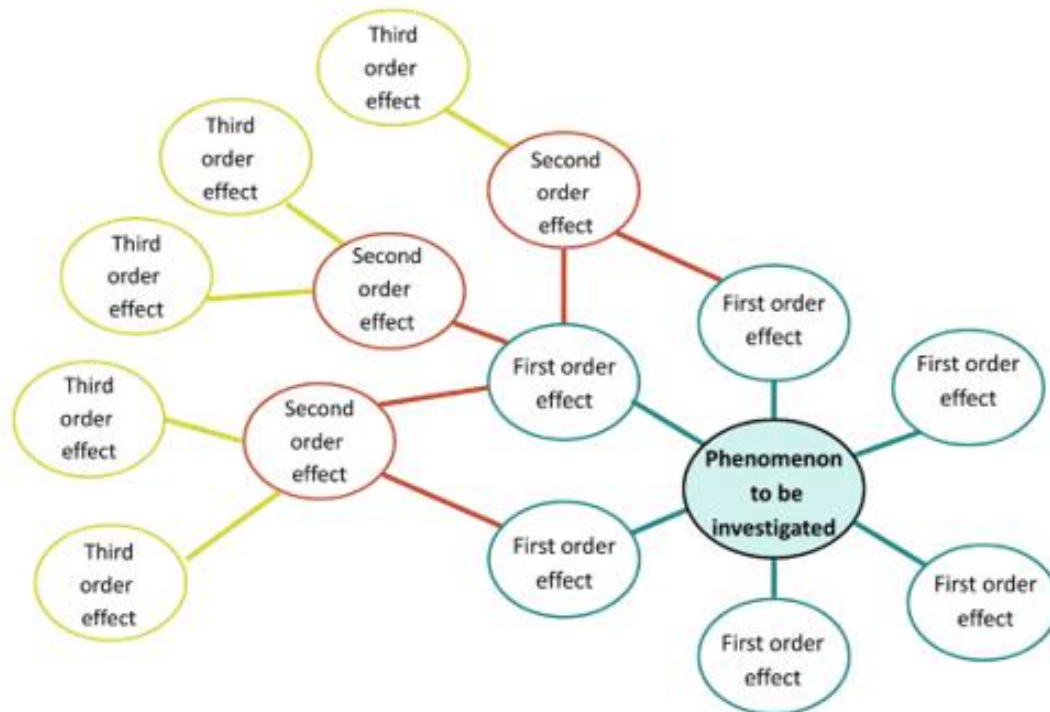 Third
order
effect
Third
order
effect
Second
order
effect
Third
order
effect
Second
order
effect
First order
effect
First order
effect
First order
effect
Third
order
effect
Second
order
effect
Phenomenon
to be
investigated
First order
effect
Third
order
effect
First order
effect
First order
effect